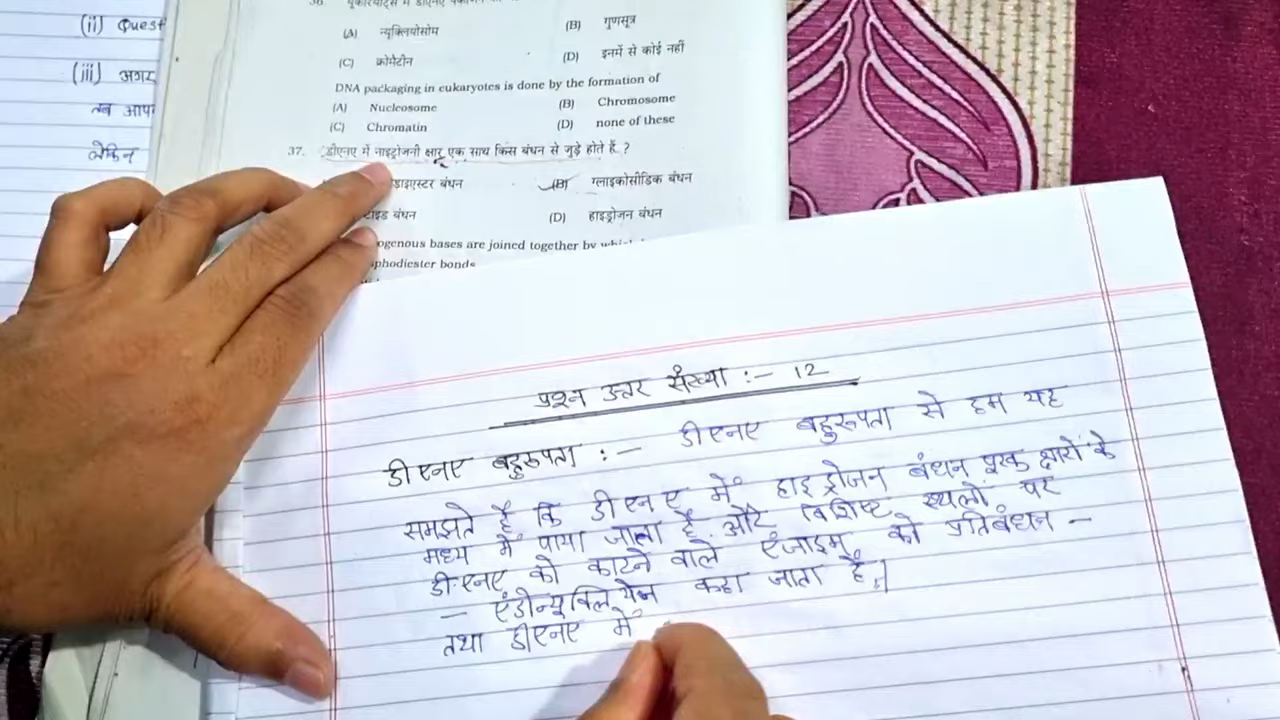 (ii) Quest
(iii) अगर
तब आप
लेकिन
36.
(A) न्यूक्लियोसोम (B) गुणसूत्र
(C) क्रोमैटीन (D) इनमें से कोई नहीं
DNA packaging in eukaryotes is done by the formation of
(A) Nucleosome (B) Chromosome
(C) Chromatin (D) none of these
37. डीएनए में नाइट्रोजनी क्षार एक साथ किस बंधन से जुड़े होते हैं ?
डाइएस्टर बंधन (B) ग्लाइकोसीडिक बंधन
टाइड बंधन (D) हाइड्रोजन बंधन
ogenous bases are joined together by
sphodiester bonds
प्रश्न उत्तर संख्या :- 12
डीएनए बहुरुपता :- डीएनए बहुरुपता से हम यह
समझते हैं कि डीएनए में हाइड्रोजन बंधन पूरक क्षारों के
मध्य में पाया जाता है और विशिष्ट स्थलों पर
डीएनए को काटने वाले एंजाइम को प्रतिबंधन -
- एंडोन्यूक्लियेज कहा जाता है।
तथा डीएनए में